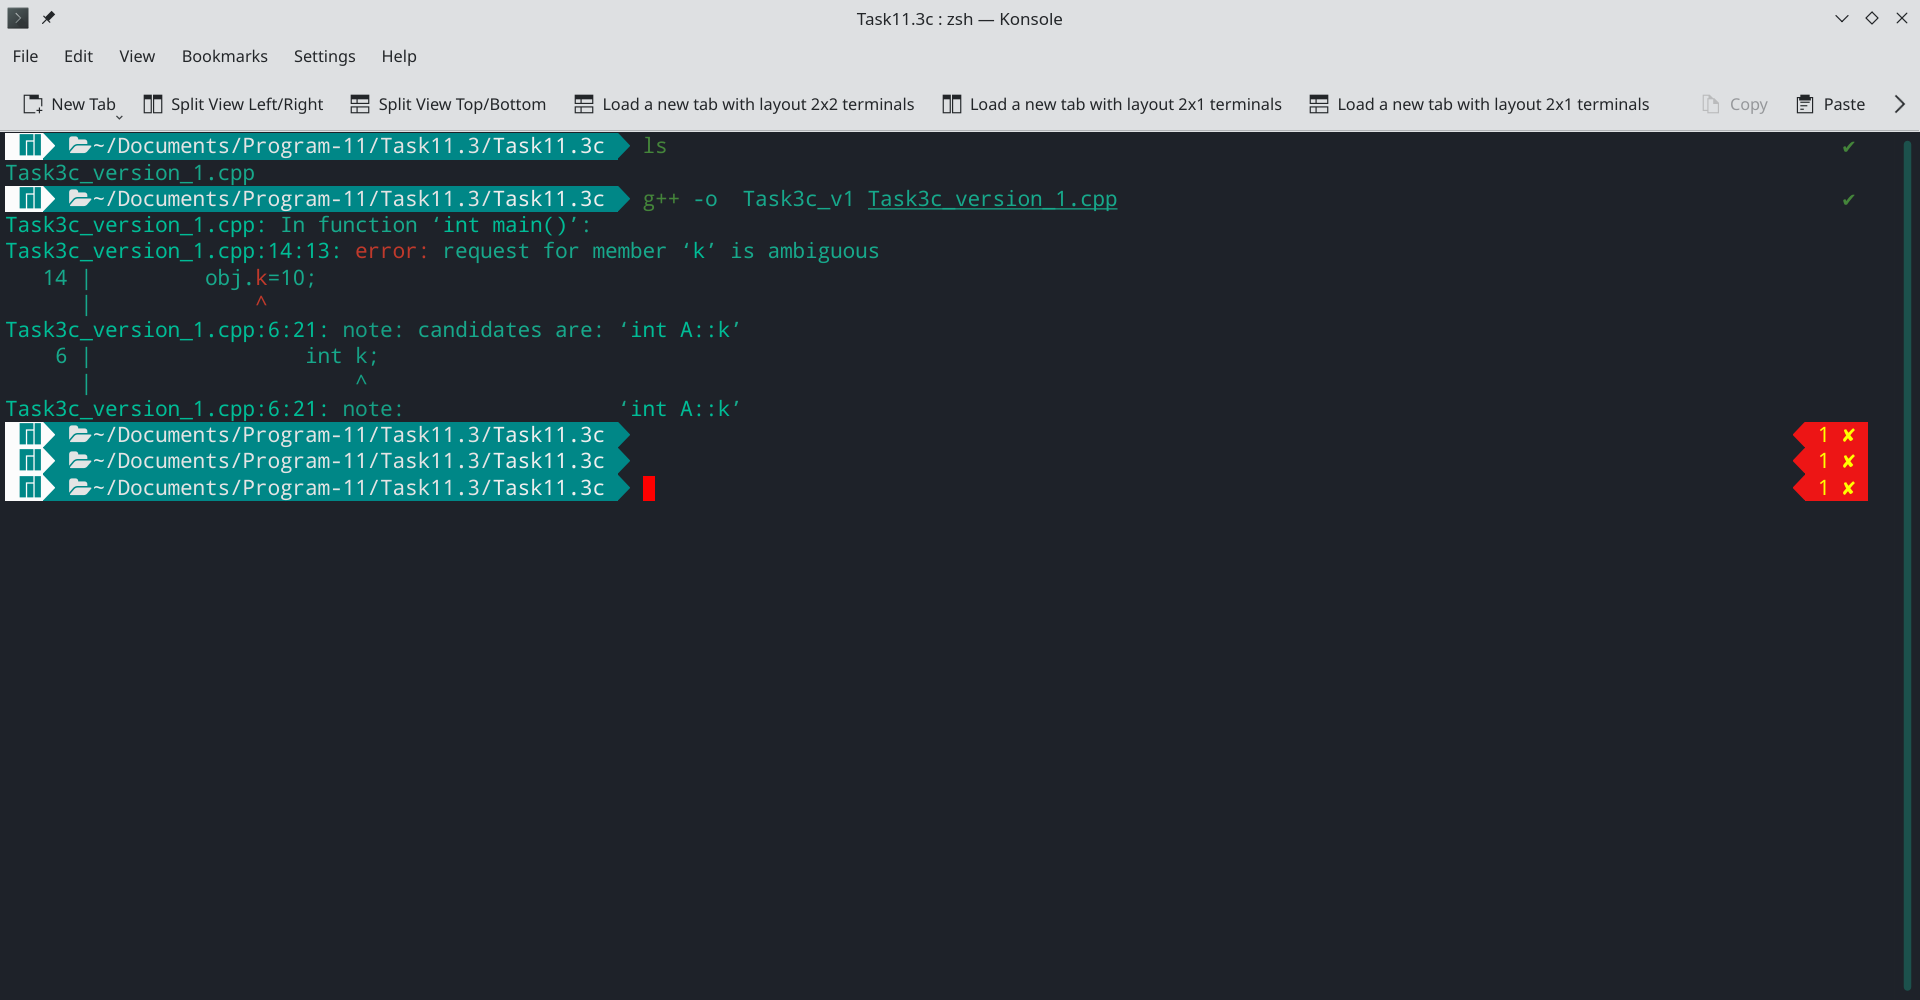 Task11.3c : zsh — Konsole
File Edit View Bookmarks Settings Help
New Tab Split View Left/Right Split View Top/Bottom Load a new tab with layout 2x2 terminals Load a new tab with layout 2x1 terminals Load a new tab with layout 2x1 terminals Copy Paste
~/Documents/Program-11/Task11.3/Task11.3c ls ✔
Task3c_version_1.cpp
~/Documents/Program-11/Task11.3/Task11.3c g++ -o  Task3c_v1 Task3c_version_1.cpp ✔
Task3c_version_1.cpp: In function ‘int main()’:
Task3c_version_1.cpp:14:13: error: request for member ‘k’ is ambiguous
   14 |         obj.k=10;
      |             ^
Task3c_version_1.cpp:6:21: note: candidates are: ‘int A::k’
    6 |                 int k;
      |                     ^
Task3c_version_1.cpp:6:21: note:                 ‘int A::k’
~/Documents/Program-11/Task11.3/Task11.3c 1 ✘
~/Documents/Program-11/Task11.3/Task11.3c 1 ✘
~/Documents/Program-11/Task11.3/Task11.3c 1 ✘